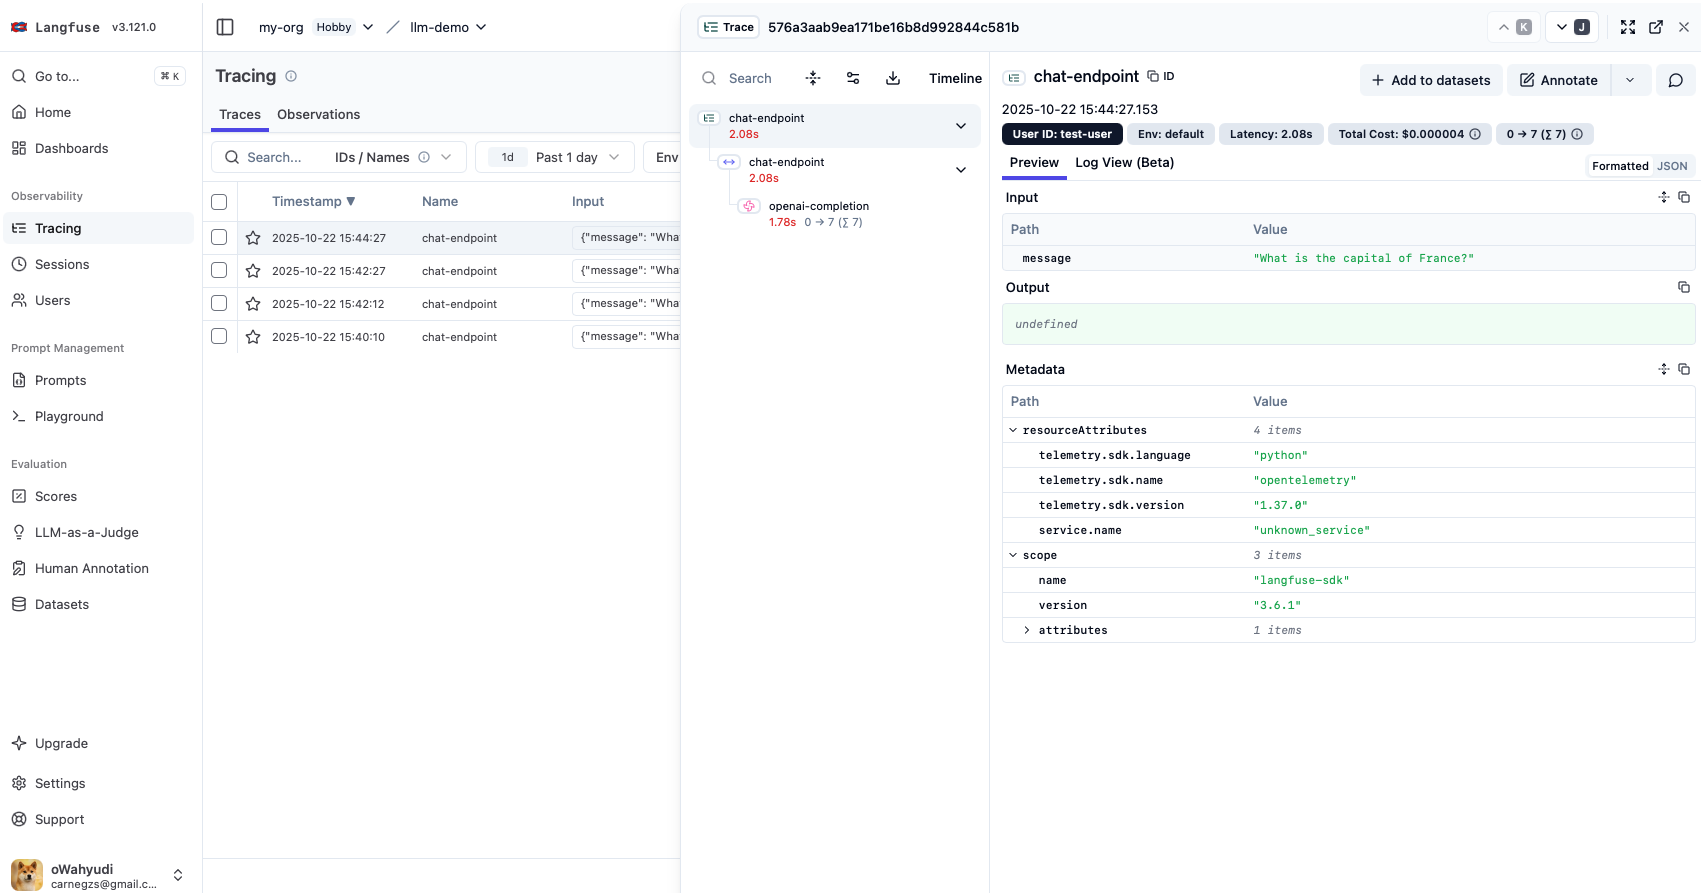 Langfuse v3.121.0
Go to... ⌘ K
Home
Dashboards
Observability
Tracing
Sessions
Users
Prompt Management
Prompts
Playground
Evaluation
Scores
LLM-as-a-Judge
Human Annotation
Datasets
Upgrade
Settings
Support
oWahyudi
carnegzs@gmail.c...
my-org Hobby / llm-demo
Tracing
Traces Observations
Search... IDs / Names 1d Past 1 day Env
Timestamp ▼ Name Input
2025-10-22 15:44:27 chat-endpoint {"message": "Wha
2025-10-22 15:42:27 chat-endpoint {"message": "Wha
2025-10-22 15:42:12 chat-endpoint {"message": "Wha
2025-10-22 15:40:10 chat-endpoint {"message": "Wha
Trace 576a3aab9ea171be16b8d992844c581b K J
Search Timeline
chat-endpoint
2.08s
chat-endpoint
2.08s
openai-completion
1.78s 0 → 7 (∑ 7)
chat-endpoint ID Add to datasets Annotate
2025-10-22 15:44:27.153
User ID: test-user Env: default Latency: 2.08s Total Cost: $0.000004 0 → 7 (∑ 7)
Preview Log View (Beta) Formatted JSON
Input
Path Value
message "What is the capital of France?"
Output
undefined
Metadata
Path Value
resourceAttributes 4 items
telemetry.sdk.language "python"
telemetry.sdk.name "opentelemetry"
telemetry.sdk.version "1.37.0"
service.name "unknown_service"
scope 3 items
name "langfuse-sdk"
version "3.6.1"
attributes 1 items